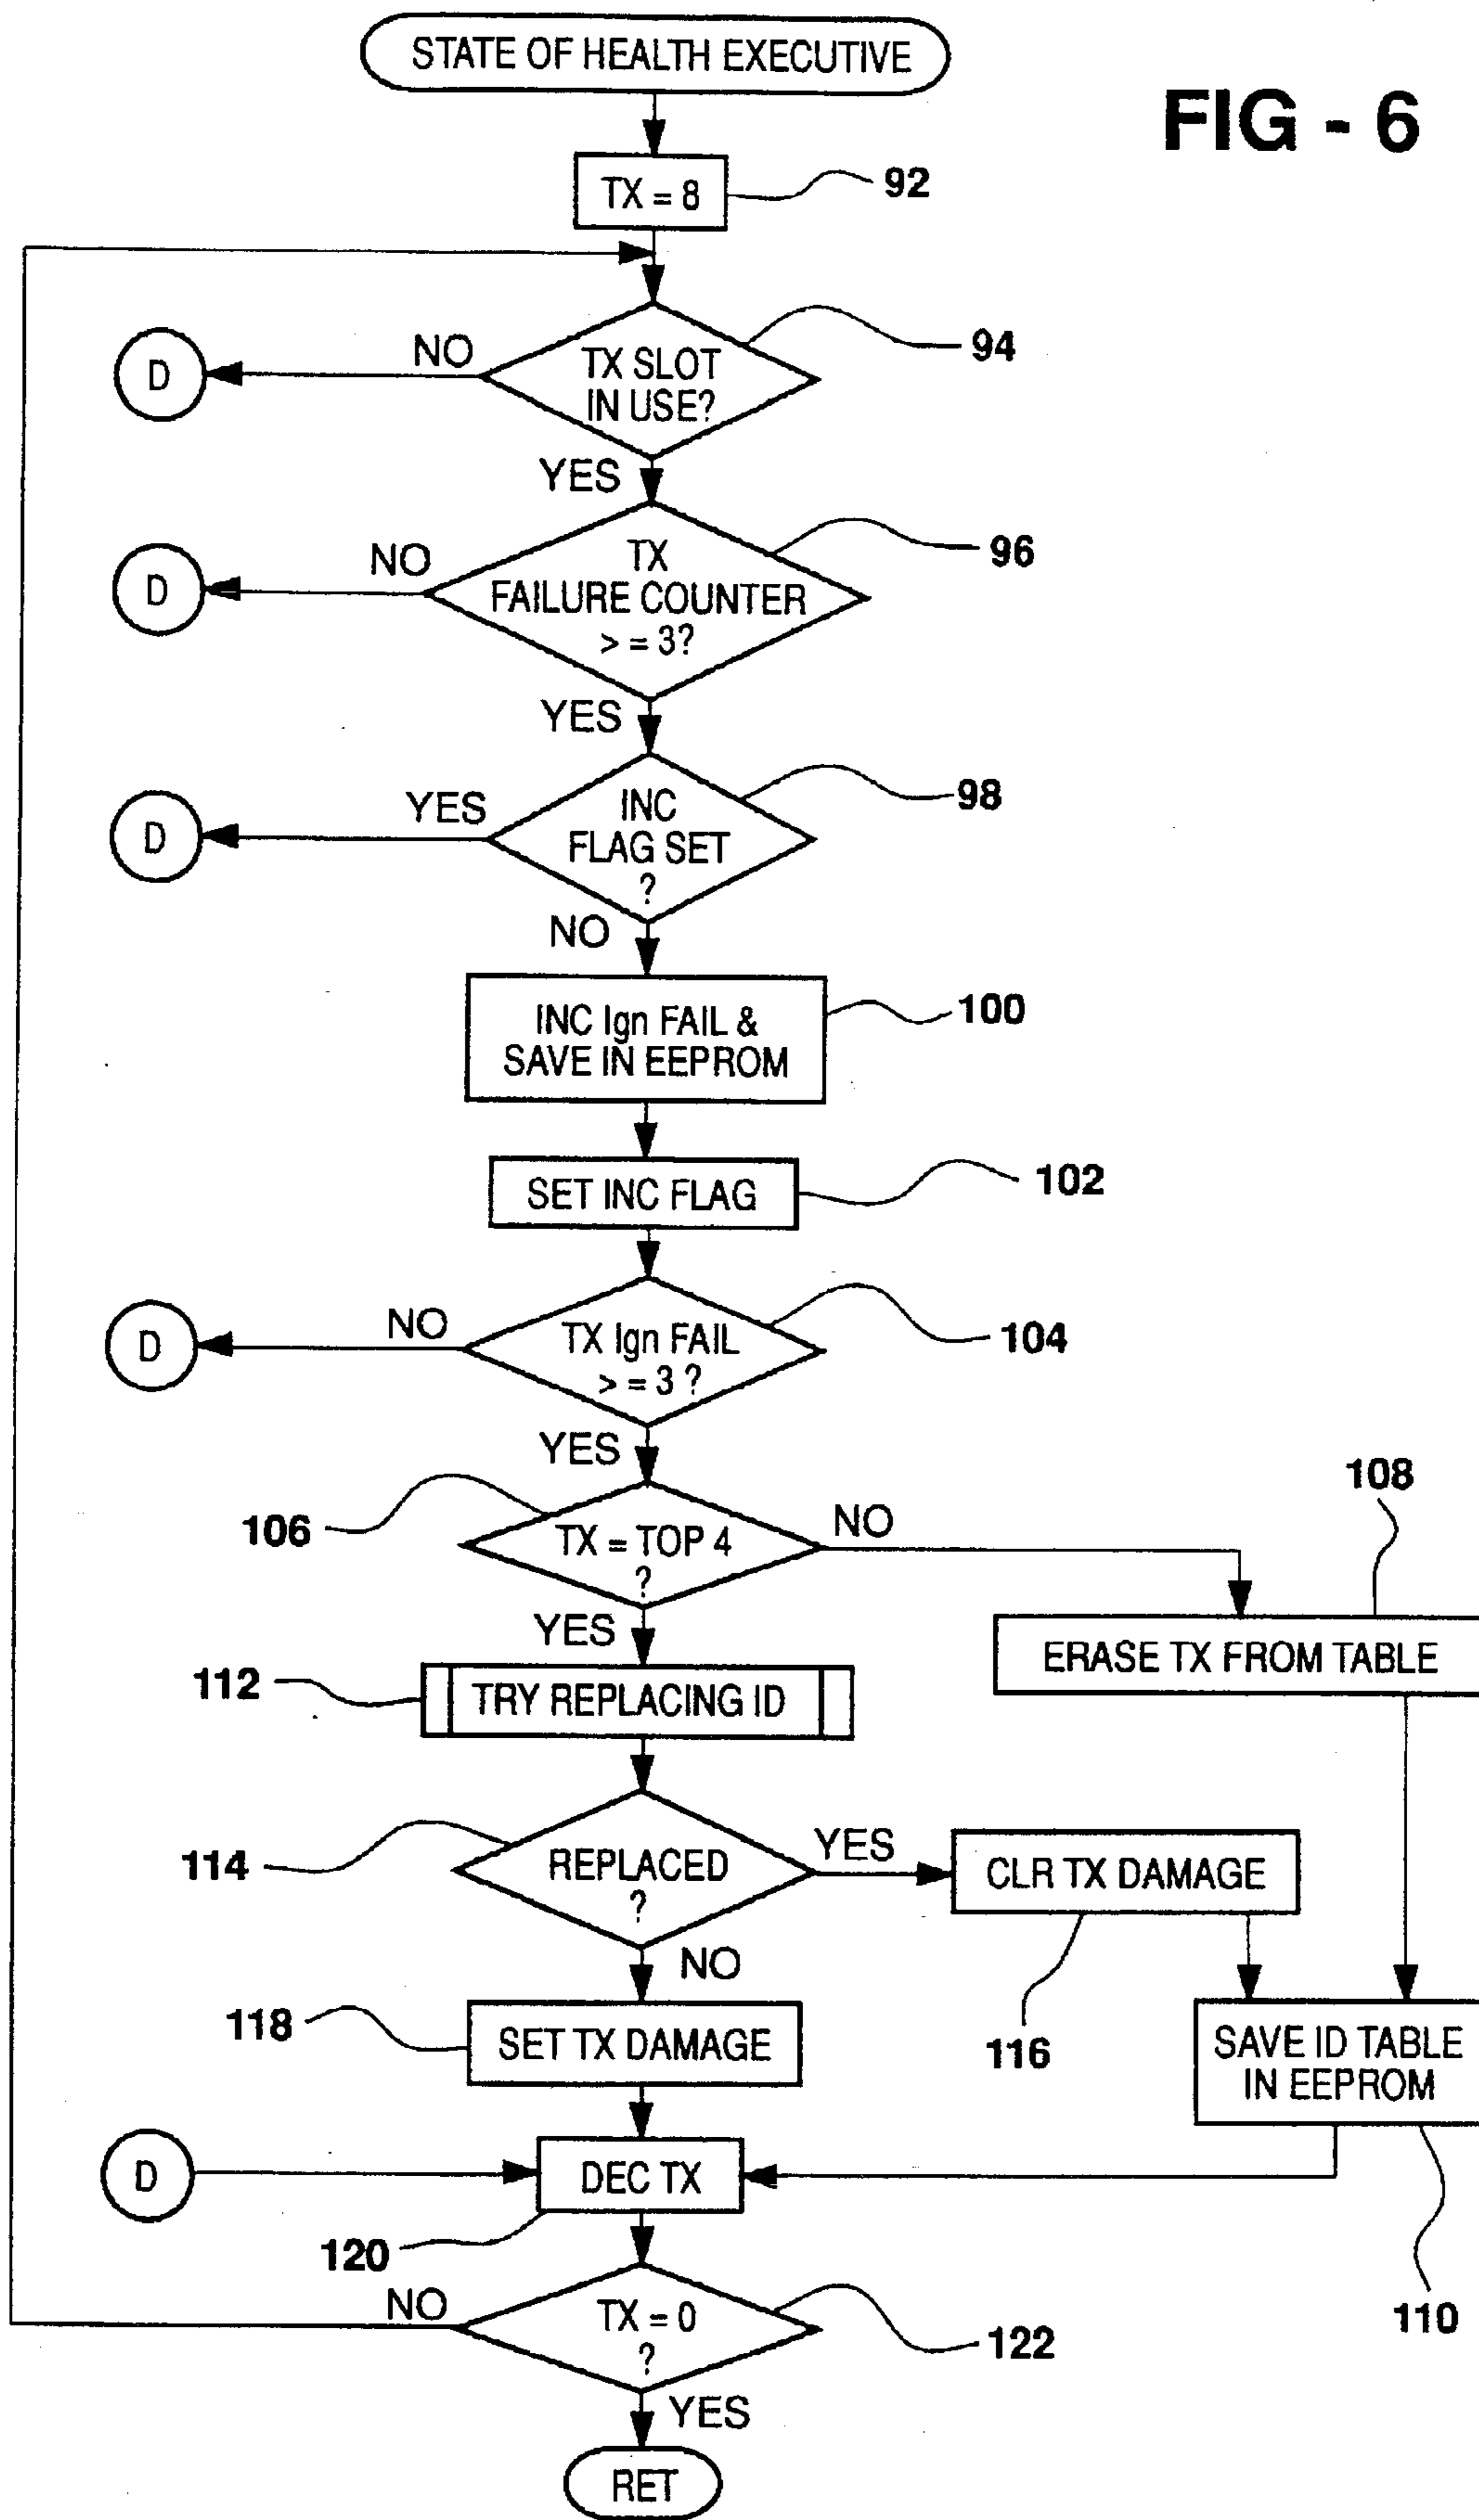 STATE OF HEALTH EXECUTIVE
FIG - 6
TX = 8
92
94
NO
D
TX SLOT
IN USE?
YES
96
NO
D
TX
FAILURE COUNTER
> = 3?
YES
98
YES
D
INC
FLAG SET
?
NO
100
INC Ign FAIL &
SAVE IN EEPROM
102
SET INC FLAG
104
NO
D
TX Ign FAIL
> = 3 ?
YES
108
106
NO
TX = TOP 4
?
YES
ERASE TX FROM TABLE
112
TRY REPLACING ID
114
YES
REPLACED
?
CLR TX DAMAGE
NO
118
SET TX DAMAGE
116
SAVE ID TABLE
IN EEPROM
D
DEC TX
120
NO
TX = 0
?
122
110
YES
RET